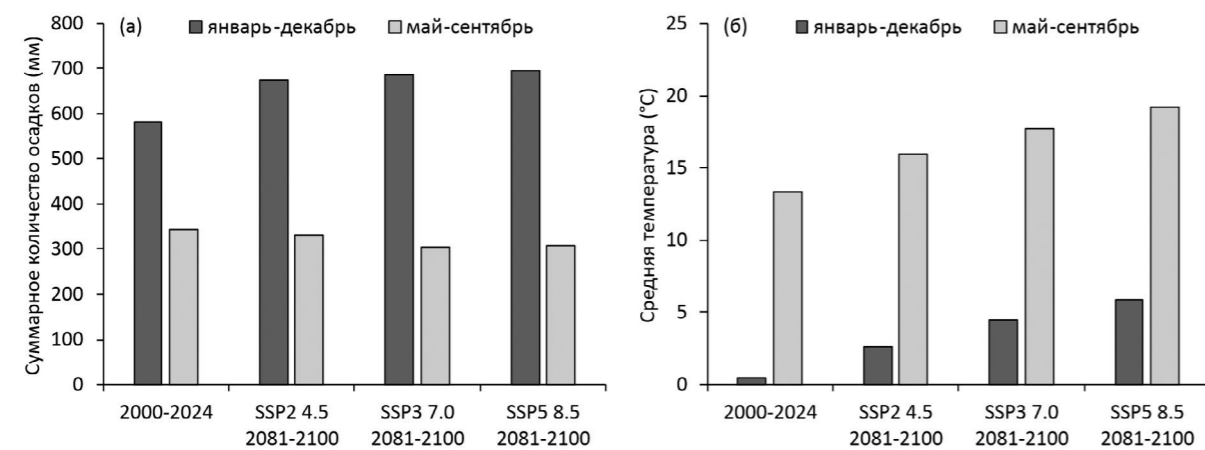 Суммарное количество осадков (мм)
800
700
600
500
400
300
200
100
0
(а)
январь-декабрь
май-сентябрь
2000-2024
SSP2 4.5
2081-2100
SSP3 7.0
2081-2100
SSP5 8.5
2081-2100
Средняя температура (°C)
25
20
15
10
5
0
(б)
январь-декабрь
май-сентябрь
2000-2024
SSP2 4.5
2081-2100
SSP3 7.0
2081-2100
SSP5 8.5
2081-2100